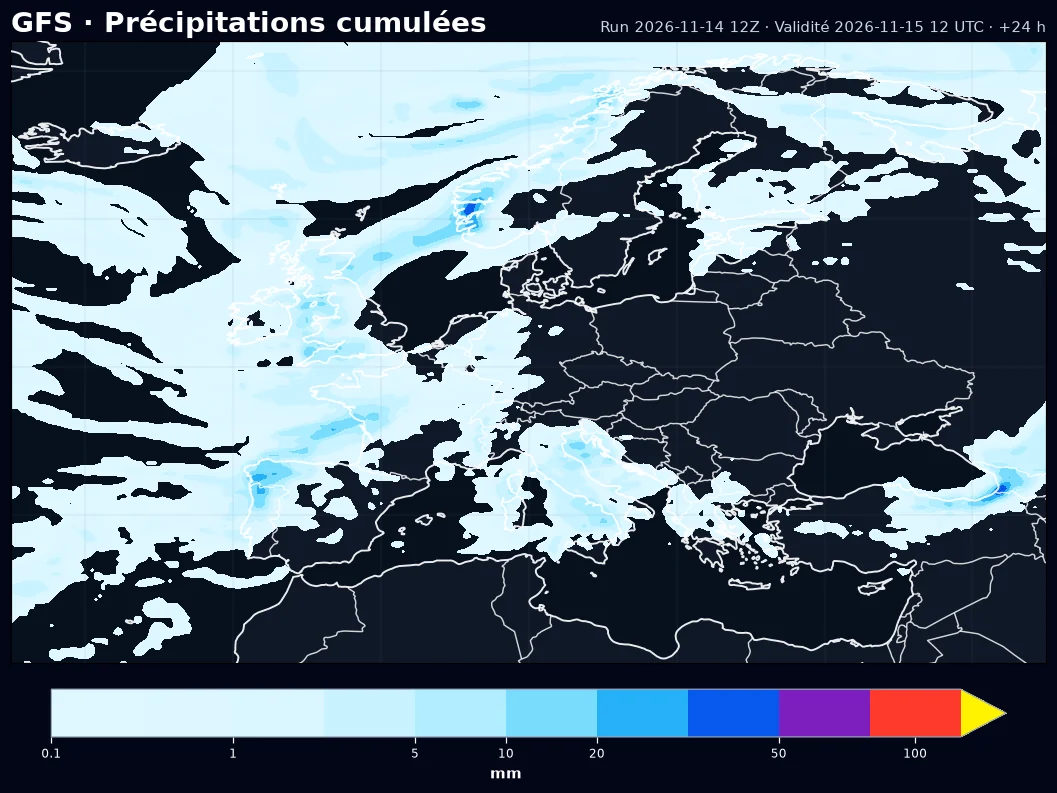 GFS · Précipitations cumulées
Run 2026-11-14 12Z · Validité 2026-11-15 12 UTC · +24 h
0.1 1 5 10 20 50 100
mm